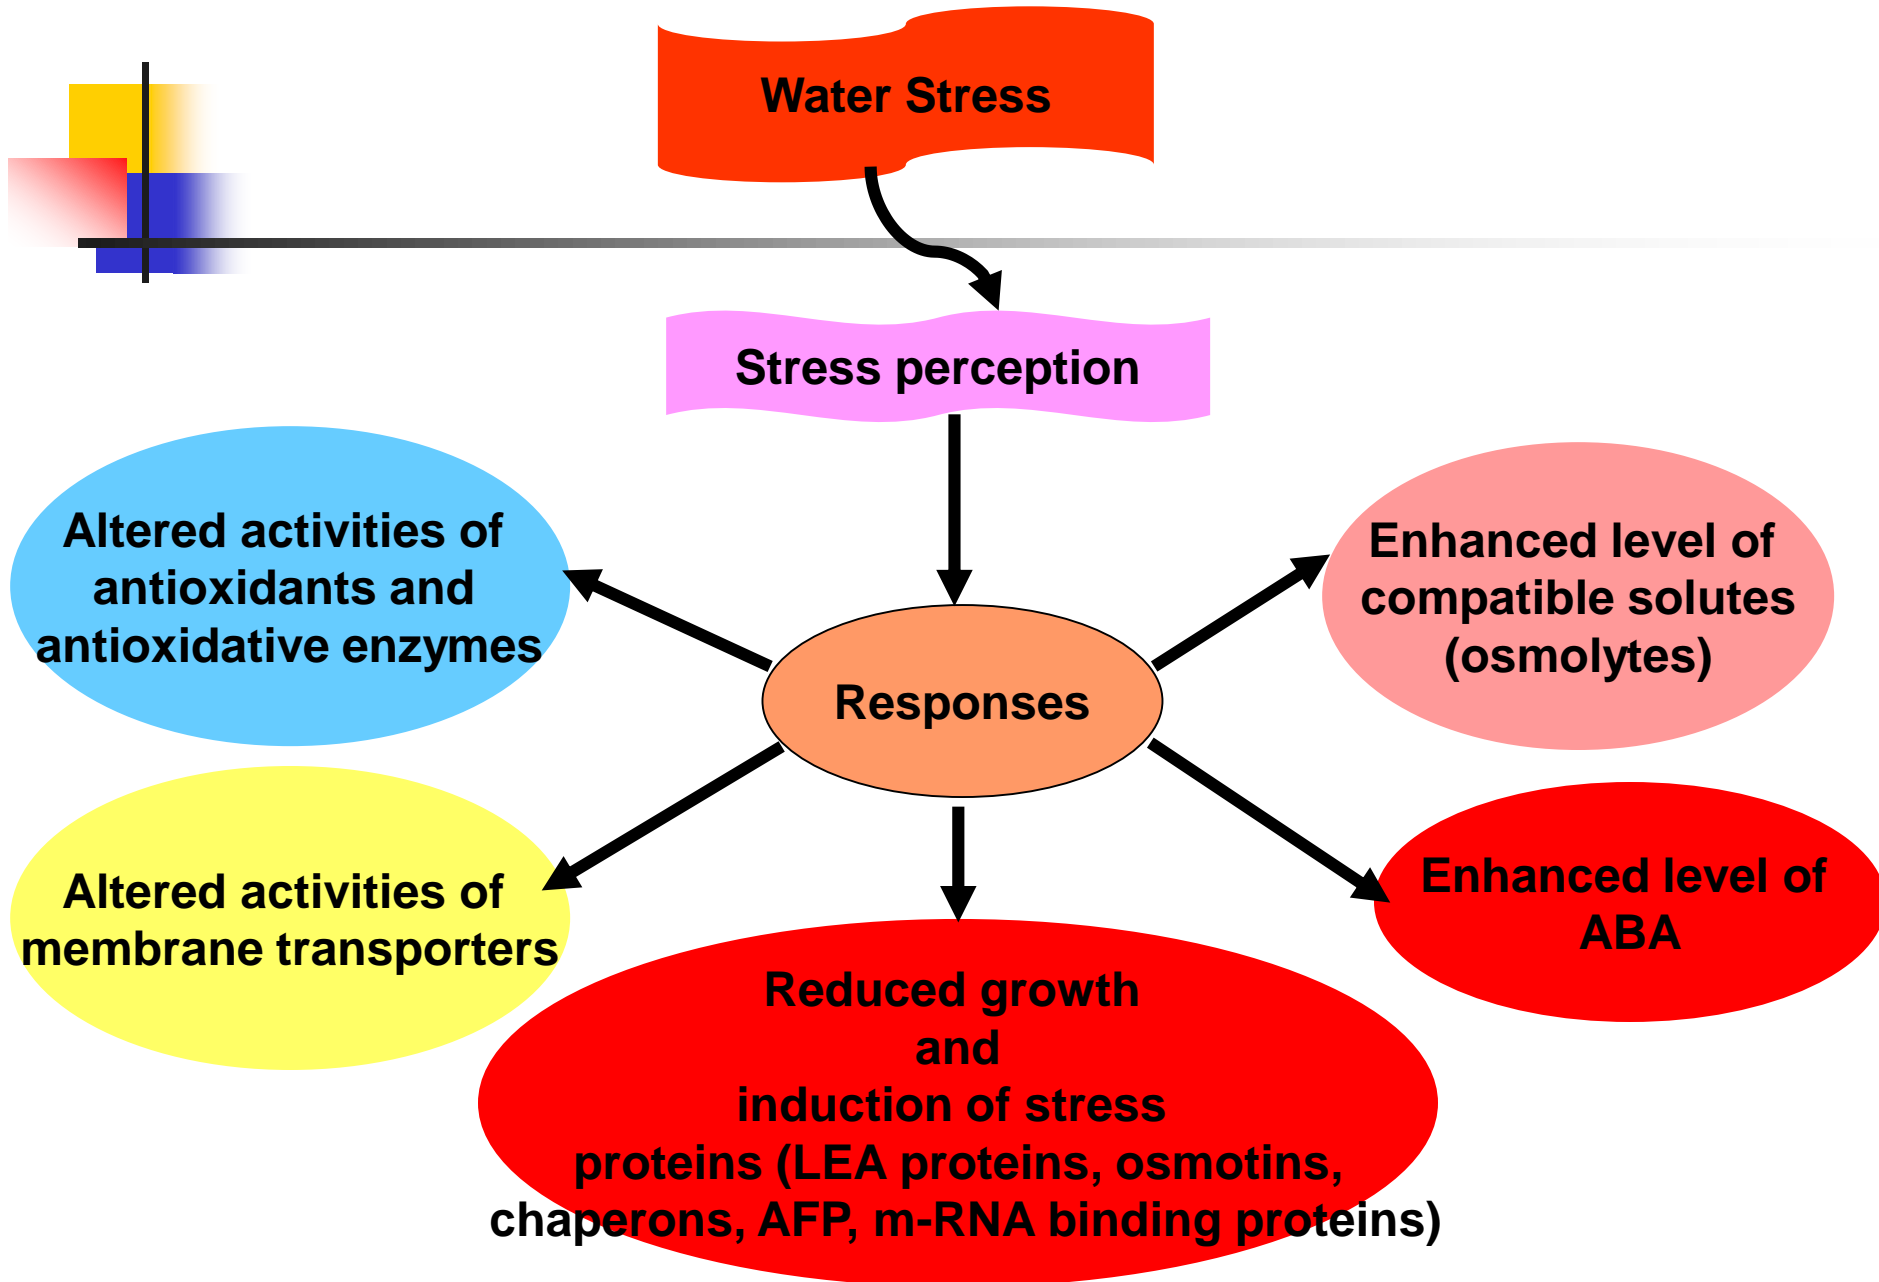 Water Stress
Stress perception
Altered activities of
antioxidants and
antioxidative enzymes
Enhanced level of
compatible solutes
(osmolytes)
Responses
Altered activities of
membrane transporters
Enhanced level of
ABA
Reduced growth
and
induction of stress
proteins (LEA proteins, osmotins,
chaperons, AFP, m-RNA binding proteins)